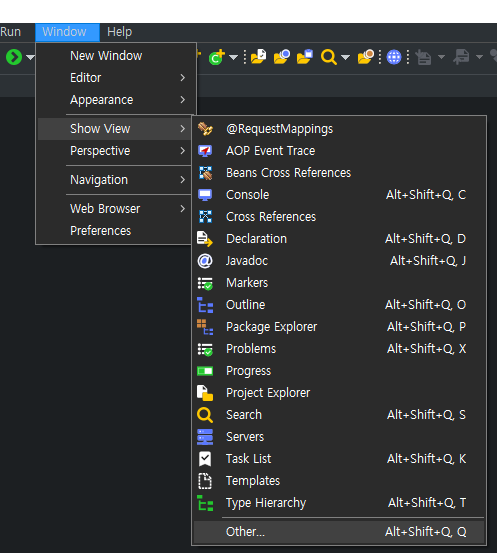 Run Window Help
New Window
Editor
Appearance
Show View
Perspective
Navigation
Web Browser
Preferences
@RequestMappings
AOP Event Trace
Beans Cross References
Console Alt+Shift+Q, C
Cross References
Declaration Alt+Shift+Q, D
Javadoc Alt+Shift+Q, J
Markers
Outline Alt+Shift+Q, O
Package Explorer Alt+Shift+Q, P
Problems Alt+Shift+Q, X
Progress
Project Explorer
Search Alt+Shift+Q, S
Servers
Task List Alt+Shift+Q, K
Templates
Type Hierarchy Alt+Shift+Q, T
Other... Alt+Shift+Q, Q